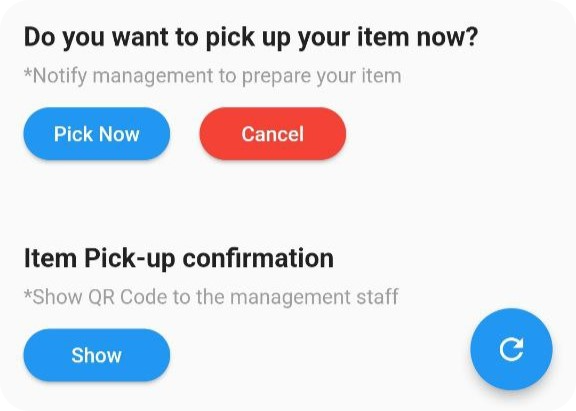 Do you want to pick up your item now?
*Notify management to prepare your item
Pick Now Cancel
Item Pick-up confirmation
*Show QR Code to the management staff
Show